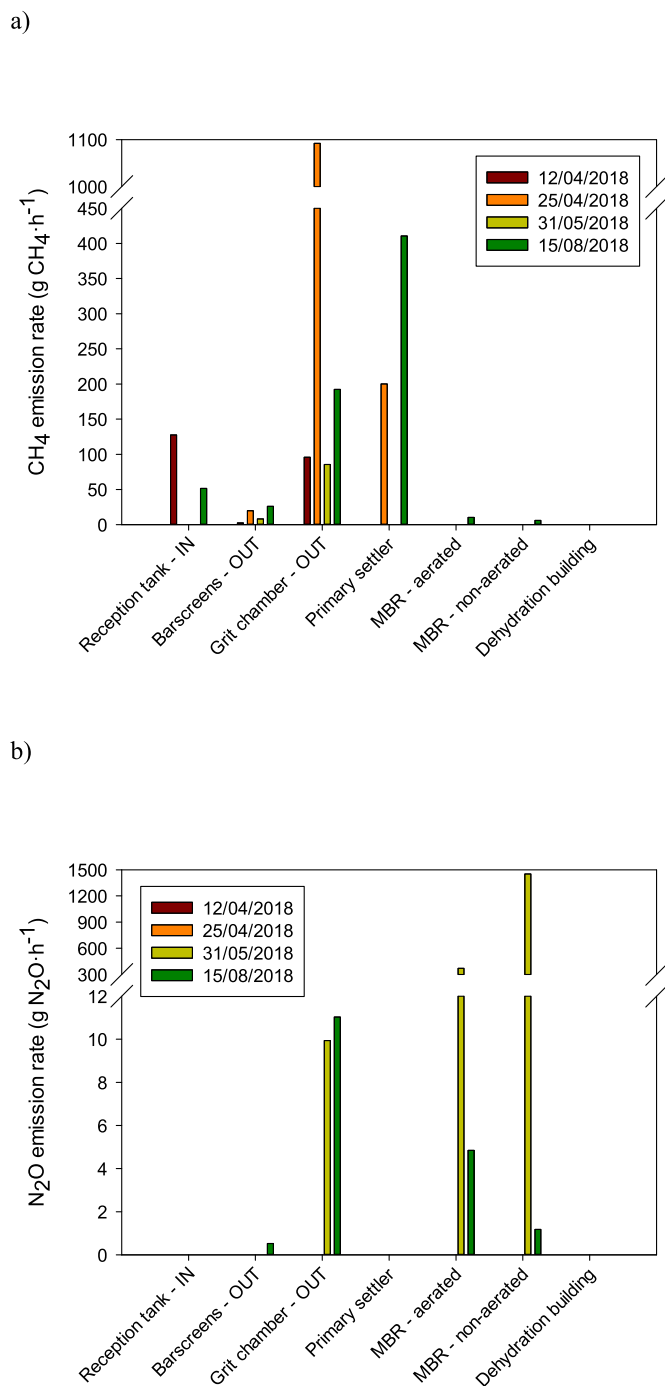 a)
CH4 emission rate (g CH4·h-1)
1100
1000
450
400
350
300
250
200
150
100
50
0
12/04/2018
25/04/2018
31/05/2018
15/08/2018
Reception tank - IN
Barscreens - OUT
Grit chamber - OUT
Primary settler
MBR - aerated
MBR - non-aerated
Dehydration building
b)
N2O emission rate (g N2O·h-1)
1500
1200
900
600
300
12
10
8
6
4
2
0
12/04/2018
25/04/2018
31/05/2018
15/08/2018
Reception tank - IN
Barscreens - OUT
Grit chamber - OUT
Primary settler
MBR - aerated
MBR - non-aerated
Dehydration building